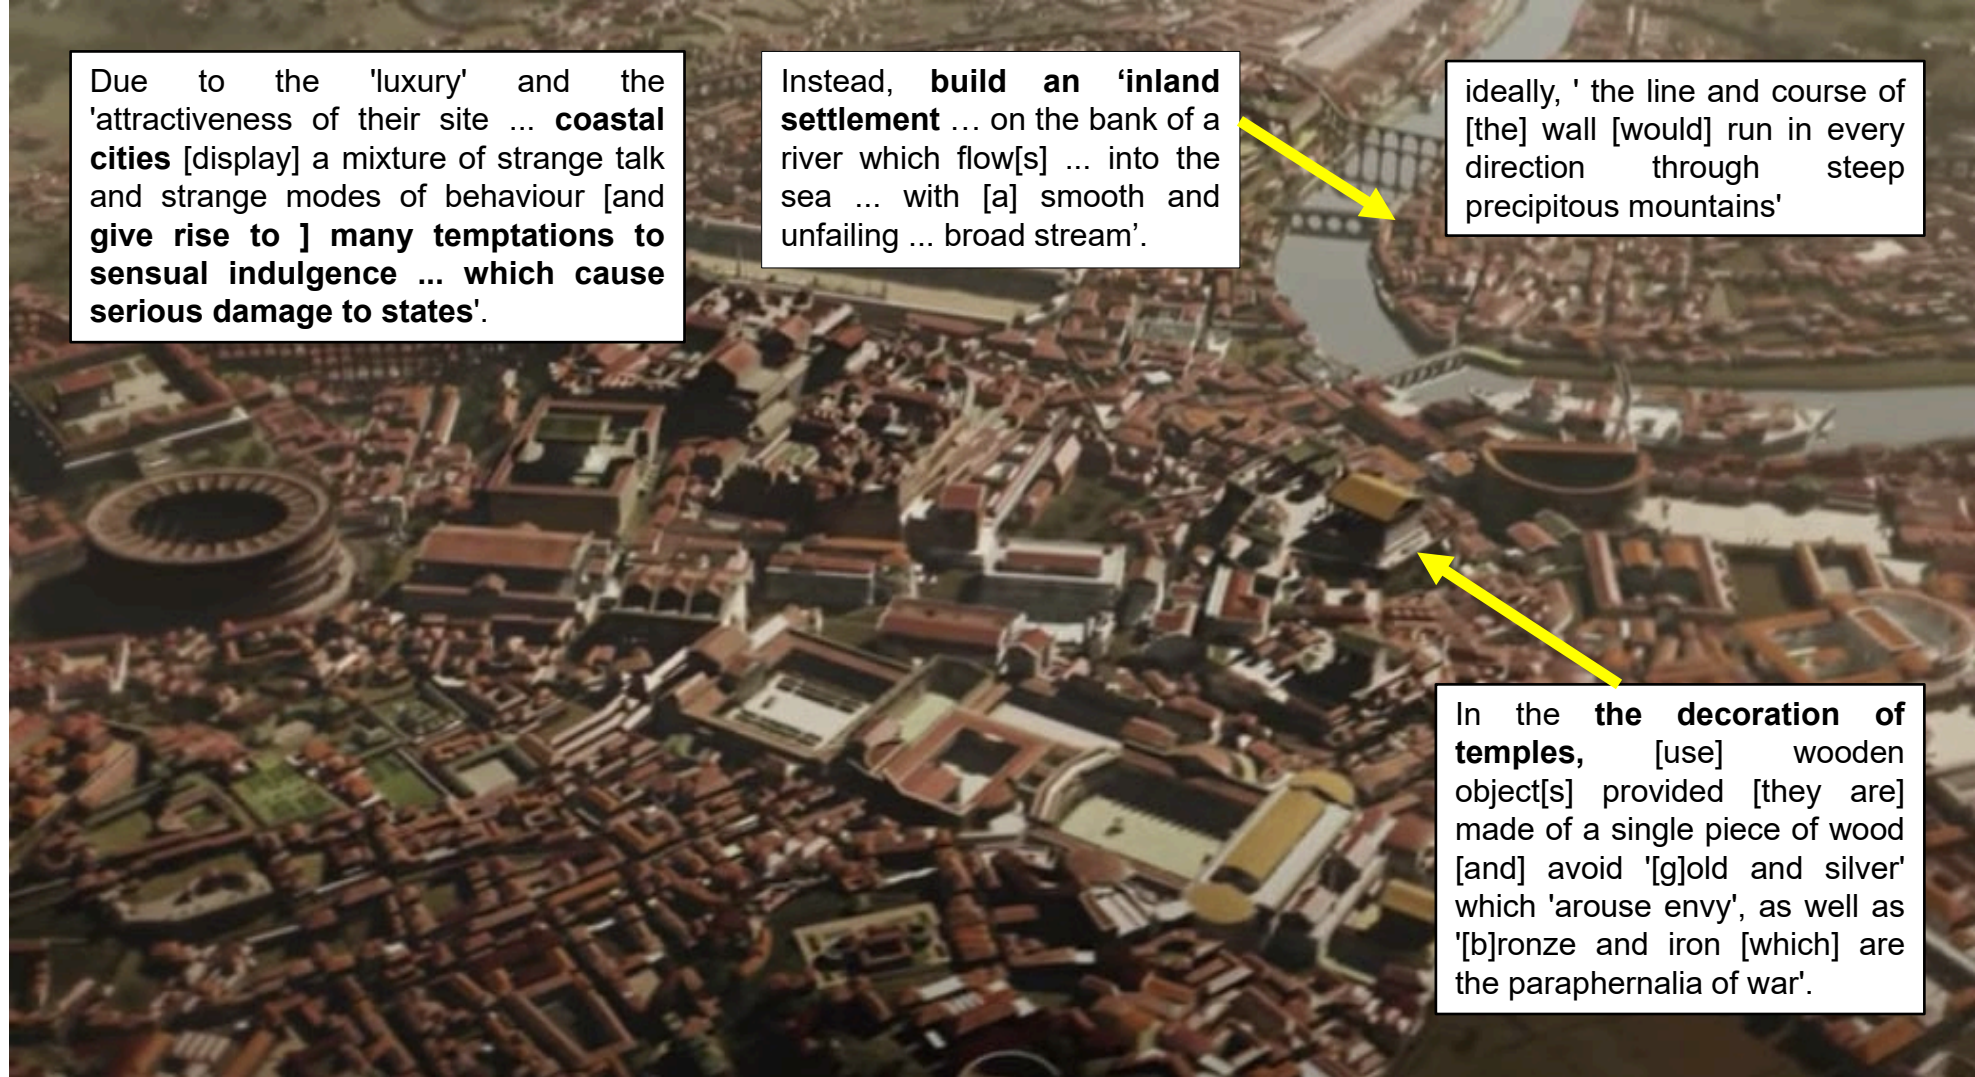 Due to the 'luxury' and the
'attractiveness of their site ... coastal
cities [display] a mixture of strange talk
and strange modes of behaviour [and
give rise to ] many temptations to
sensual indulgence ... which cause
serious damage to states'.
Instead, build an ‘inland
settlement … on the bank of a
river which flow[s] ... into the
sea ... with [a] smooth and
unfailing ... broad stream’.
ideally, ' the line and course of
[the] wall [would] run in every
direction through steep
precipitous mountains'
In the the decoration of
temples, [use] wooden
object[s] provided [they are]
made of a single piece of wood
[and] avoid '[g]old and silver'
which 'arouse envy', as well as
'[b]ronze and iron [which] are
the paraphernalia of war'.